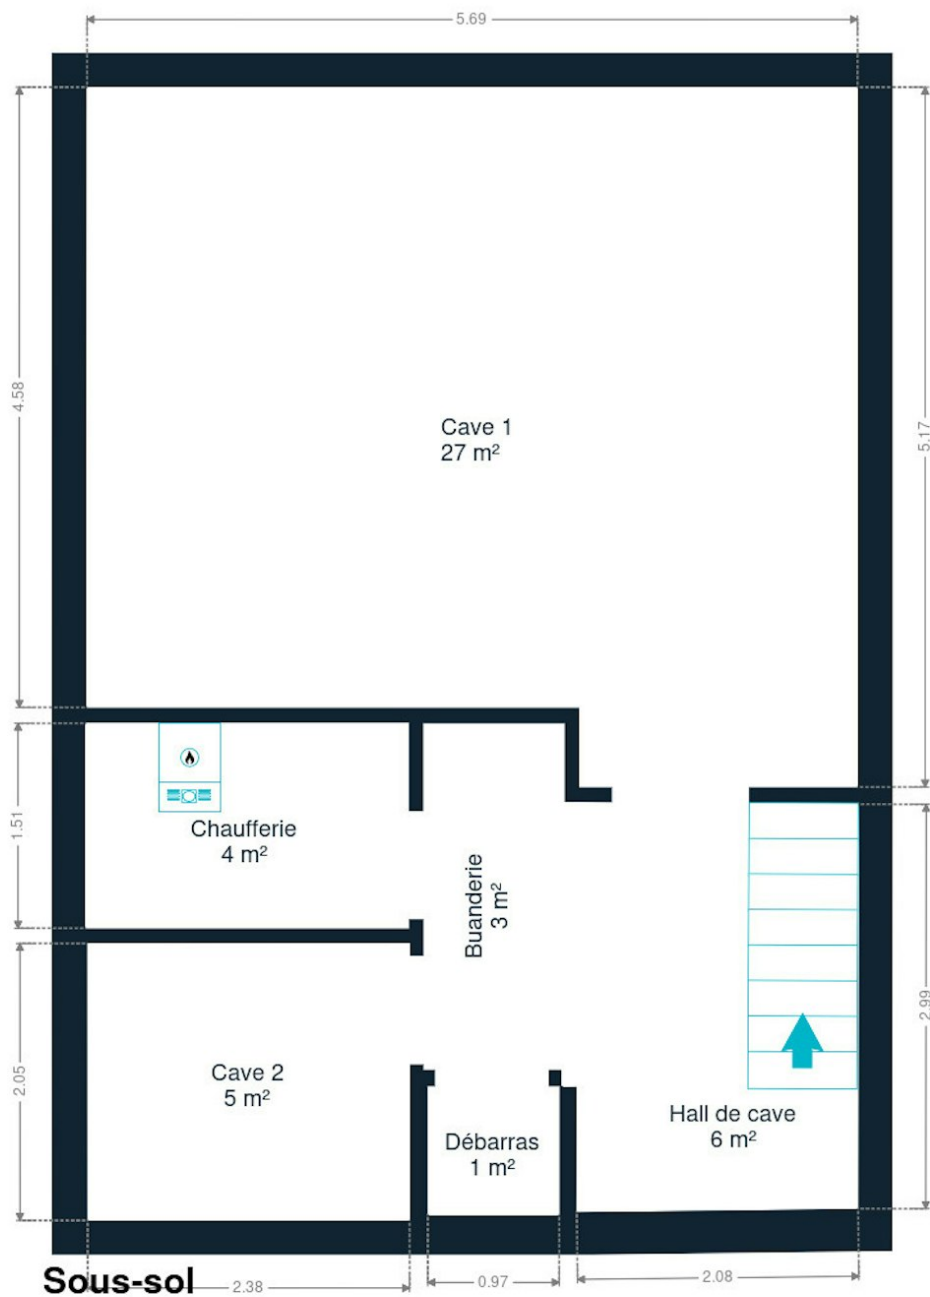 5.69
4.58
5.17
Cave 1
27 m²
1.51
Chaufferie
4 m²
Buanderie
3 m²
2.99
2.05
Cave 2
5 m²
Débarras
1 m²
Hall de cave
6 m²
Sous-sol
2.38
0.97
2.08